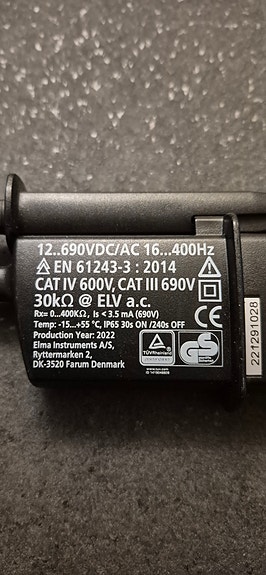 12..690VDC/AC 16...400Hz
EN 61243-3 : 2014
CAT IV 600V, CAT III 690V
30kΩ @ ELV a.c.
Rx= 0...400KΩ, Is < 3.5 mA (690V)
Temp: -15...+55 °C, IP65 30s ON /240s OFF
Production Year: 2022
Elma Instruments A/S,
Ryttermarken 2,
DK-3520 Farum Denmark
CE
TÜVRheinland
GS
221291028